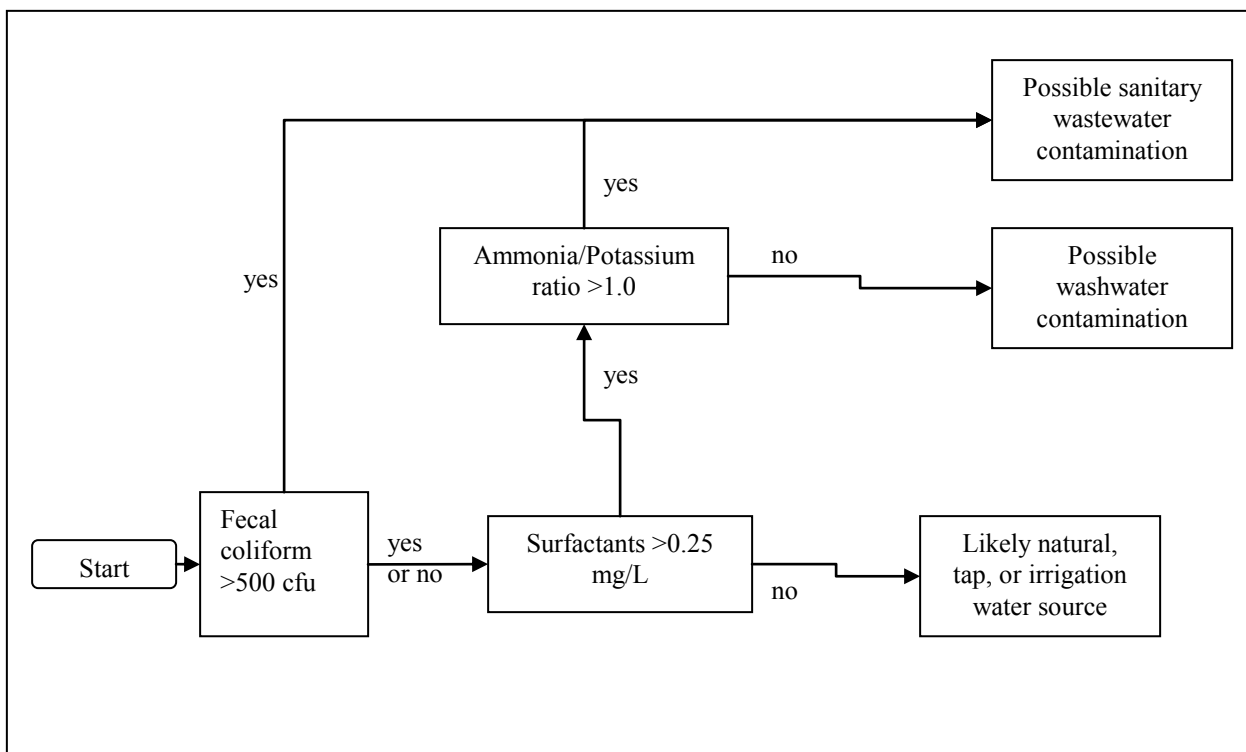 Possible sanitary
wastewater
contamination
yes
Ammonia/Potassium
ratio >1.0
no
Possible
washwater
contamination
yes
yes
Start
Fecal
coliform
>500 cfu
yes
or no
Surfactants >0.25
mg/L
no
Likely natural,
tap, or irrigation
water source